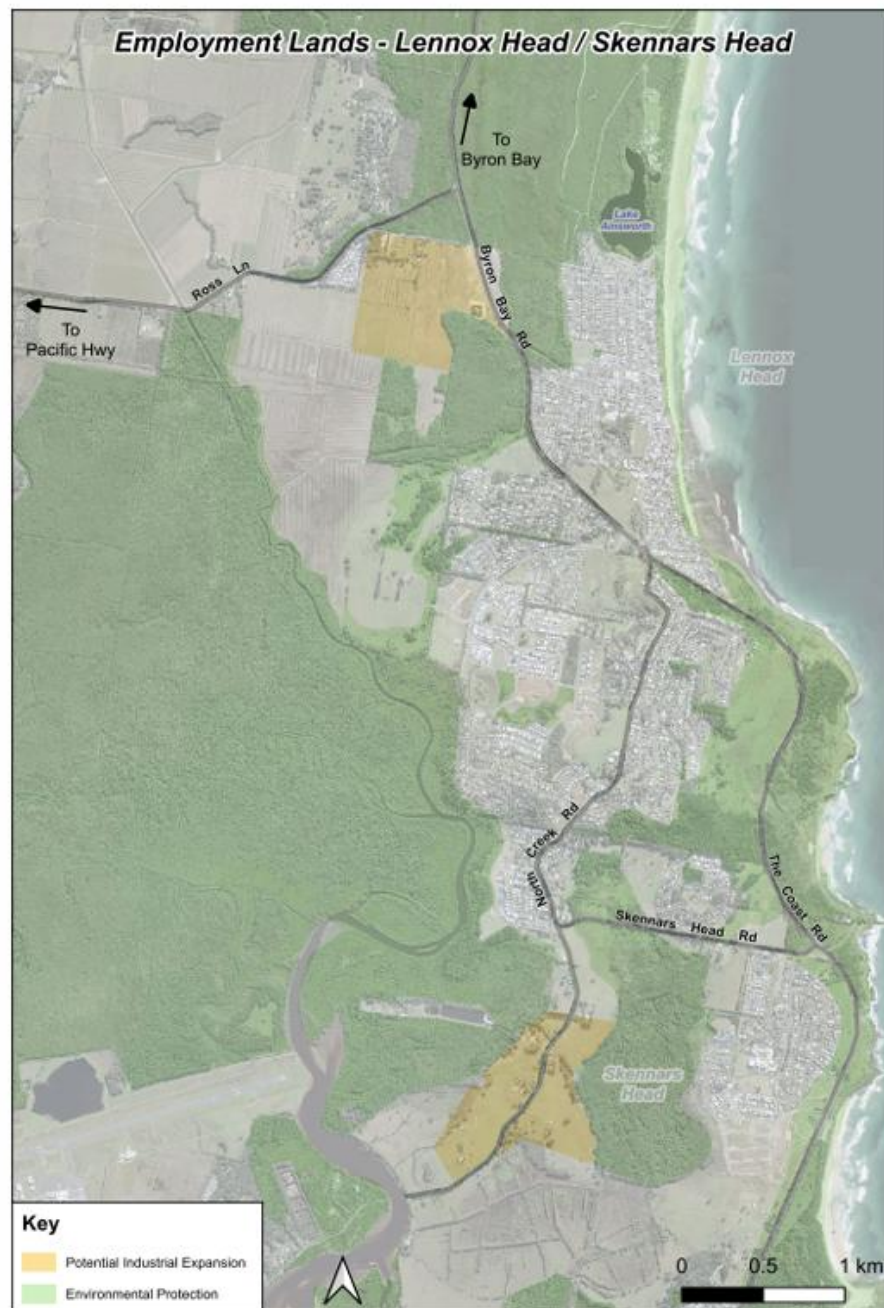 Employment Lands - Lennox Head / Skennars Head
To
Byron Bay
Lake
Ainsworth
Byron Bay Rd
Ross Ln
To
Pacific Hwy
Lennox
Head
North Creek Rd
The Coast Rd
Skennars Head Rd
Skennars
Head
Key
Potential Industrial Expansion
Environmental Protection
0 0.5 1 km